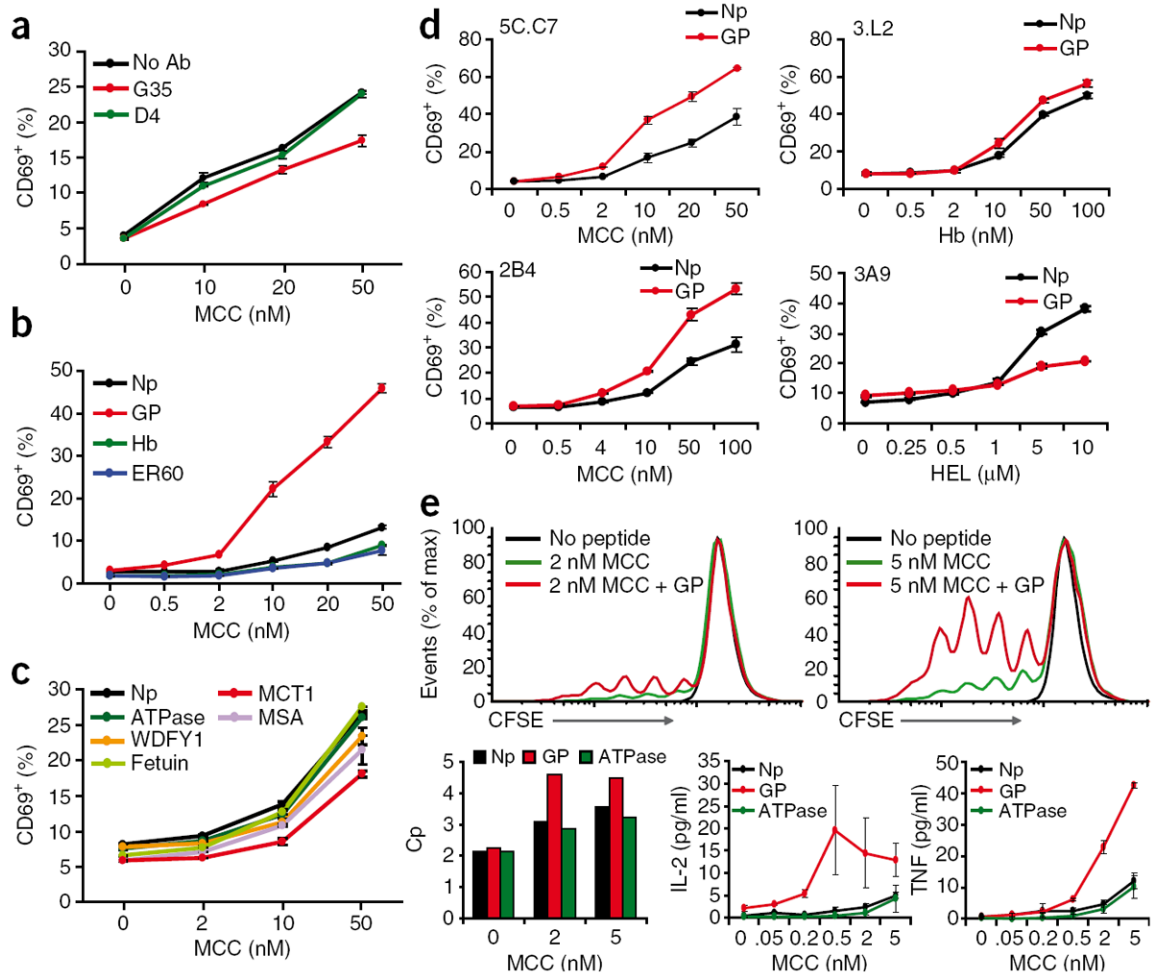 a
30
25
20
15
10
5
0
CD69+ (%)
No Ab
G35
D4
0 10 20 50
MCC (nM)
b
50
40
30
20
10
0
CD69+ (%)
Np
GP
Hb
ER60
0 0.5 2 10 20 50
MCC (nM)
c
30
25
20
15
10
5
0
CD69+ (%)
Np
ATPase
WDFY1
Fetuin
MCT1
MSA
0 2 10 50
MCC (nM)
d
5C.C7
Np
GP
80
60
40
20
0
CD69+ (%)
0 0.5 2 10 20 50
MCC (nM)
3.L2
Np
GP
80
60
40
20
0
CD69+ (%)
0 0.5 2 10 50 100
Hb (nM)
2B4
Np
GP
60
50
40
30
20
10
0
CD69+ (%)
0 0.5 4 10 50 100
MCC (nM)
3A9
Np
GP
50
40
30
20
10
0
CD69+ (%)
0 0.25 0.5 1 5 10
HEL (μM)
e
100
80
60
40
20
0
Events (% of max)
No peptide
2 nM MCC
2 nM MCC + GP
CFSE
100
80
60
40
20
0
No peptide
5 nM MCC
5 nM MCC + GP
CFSE
5
4
3
2
1
0
Cp
Np GP ATPase
0 2 5
MCC (nM)
35
30
25
20
15
10
5
0
IL-2 (pg/ml)
Np
GP
ATPase
0 .05 0.2 0.5 2 5
MCC (nM)
50
40
30
20
10
0
TNF (pg/ml)
Np
GP
ATPase
0 .05 0.2 0.5 2 5
MCC (nM)